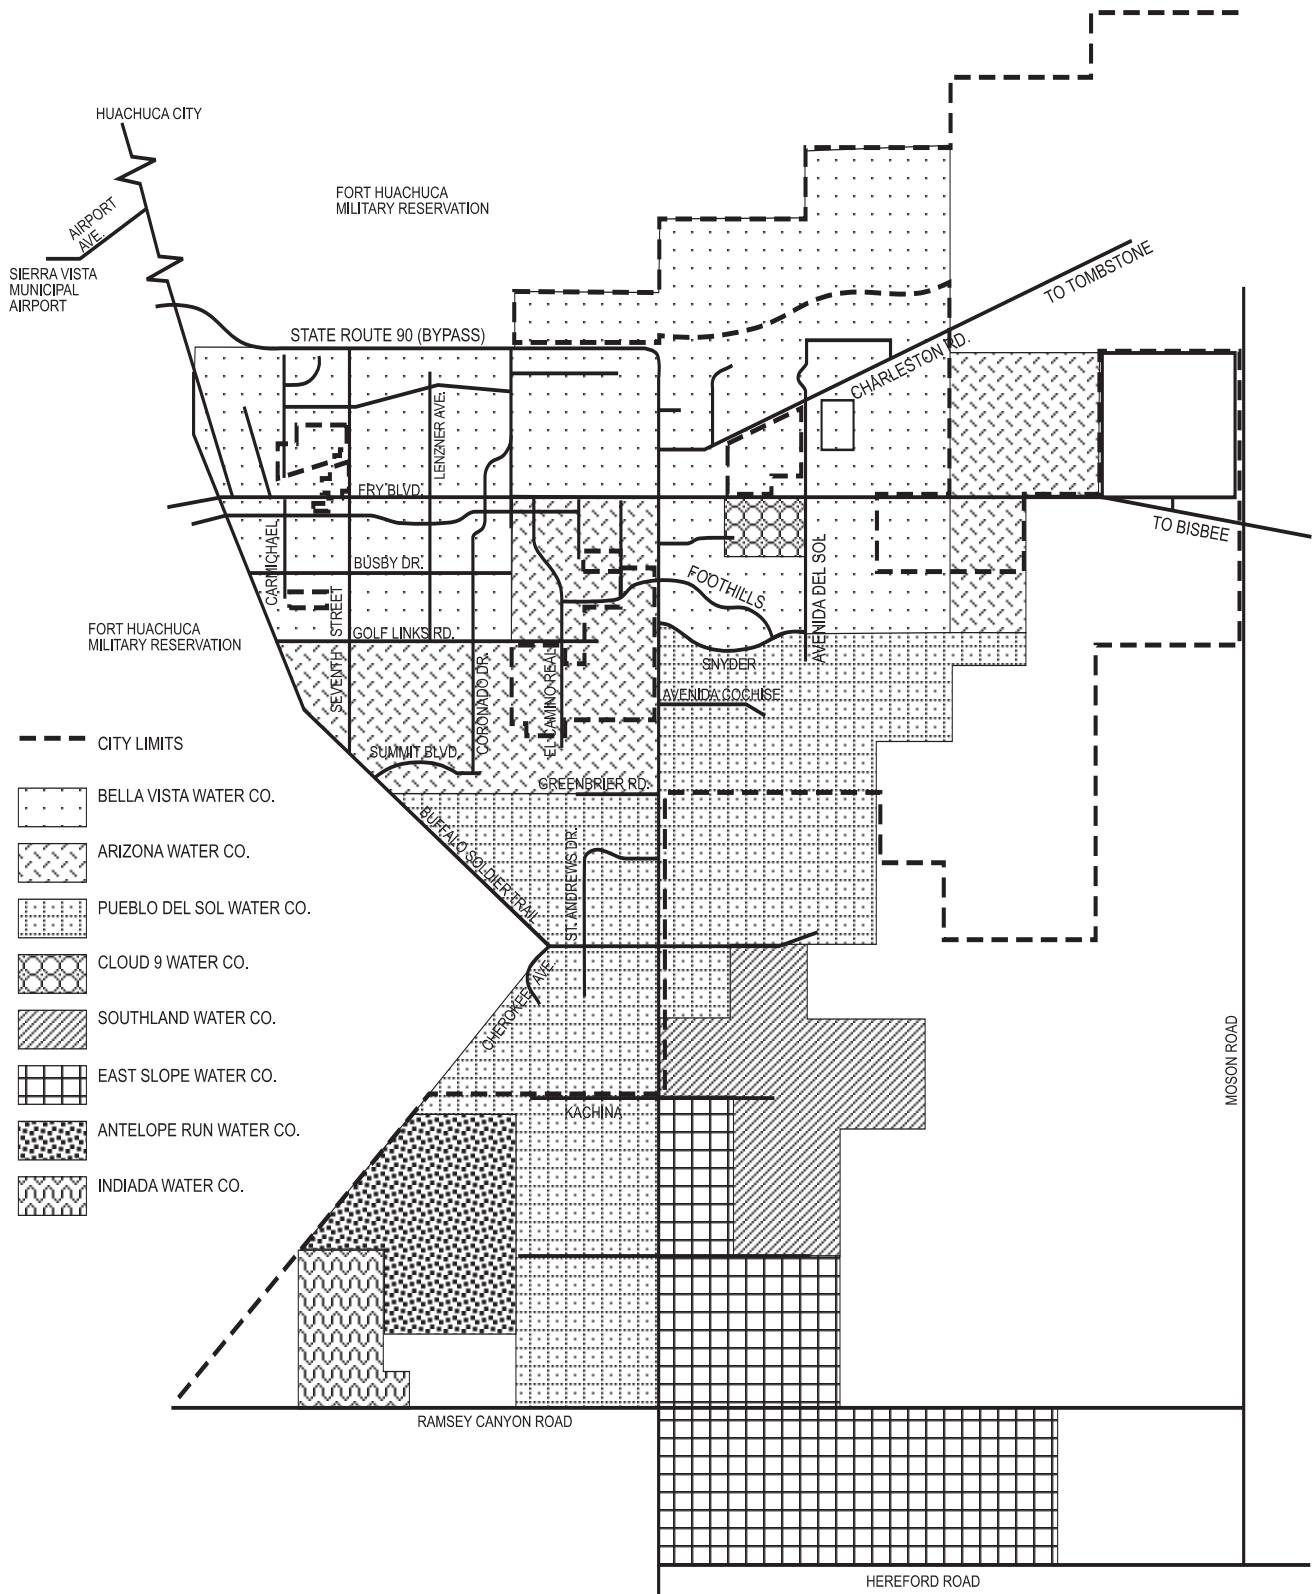 HUACHUCA CITY
FORT HUACHUCA
MILITARY RESERVATION
AIRPORT
AVE.
SIERRA VISTA
MUNICIPAL
AIRPORT
TO TOMBSTONE
STATE ROUTE 90 (BYPASS)
CHARLESTON RD.
LENZNER AVE.
FRY BLVD.
TO BISBEE
CARMICHAEL
BUSBY DR.
FOOTHILLS
AVENIDA DEL SOL
SEVENTH STREET
FORT HUACHUCA
MILITARY RESERVATION
GOLF LINKS RD.
SNYDER
CORONADO DR.
EL CAMINO REAL
AVENIDA COCHISE
SUMMIT BLVD.
GREENBRIER RD.
BUFFALO SOLDIER TRAIL
ST. ANDREWS DR.
CHEROKEE AVE.
MOSON ROAD
KACHINA
CITY LIMITS
BELLA VISTA WATER CO.
ARIZONA WATER CO.
PUEBLO DEL SOL WATER CO.
CLOUD 9 WATER CO.
SOUTHLAND WATER CO.
EAST SLOPE WATER CO.
ANTELOPE RUN WATER CO.
INDIADA WATER CO.
RAMSEY CANYON ROAD
HEREFORD ROAD